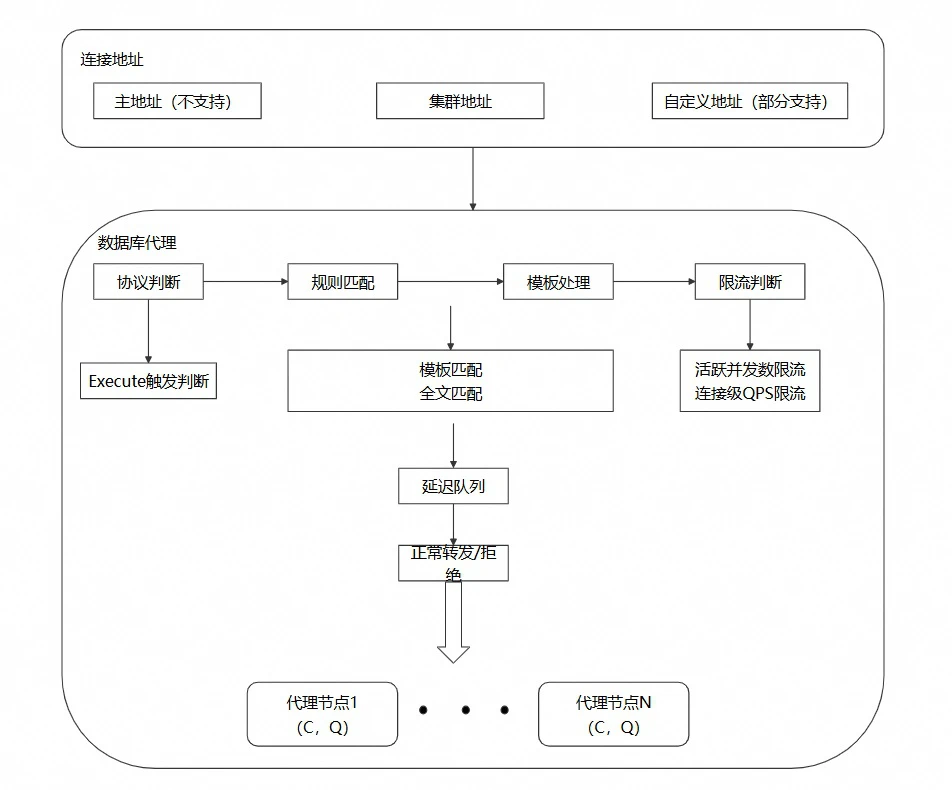 连接地址
主地址（不支持）
集群地址
自定义地址（部分支持）
数据库代理
协议判断
规则匹配
模板处理
限流判断
Execute触发判断
模板匹配
全文匹配
活跃并发数限流
连接级QPS限流
延迟队列
正常转发/拒
绝
代理节点1
（C，Q）
代理节点N
（C，Q）